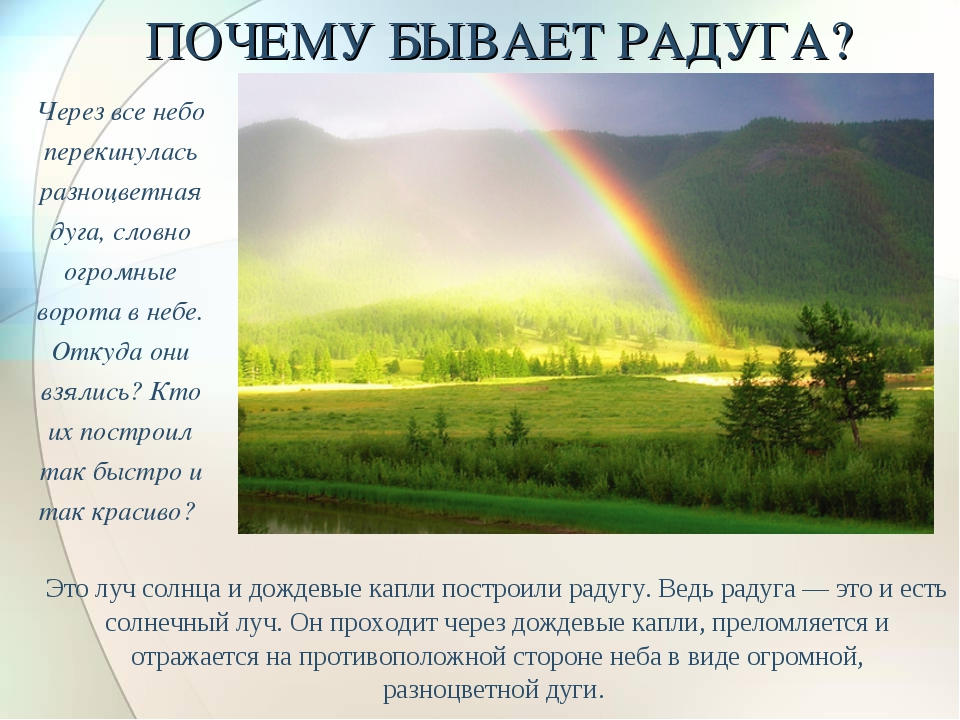 ПОЧЕМУ БЫВАЕТ РАДУГА?
Через все небо
перекинулась
разноцветная
дуга, словно
огромные
ворота в небе.
Откуда они
взялись? Кто
их построил
так быстро и
так красиво?
Это луч солнца и дождевые капли построили радугу. Ведь радуга — это и есть
солнечный луч. Он проходит через дождевые капли, преломляется и
отражается на противоположной стороне неба в виде огромной,
разноцветной дуги.